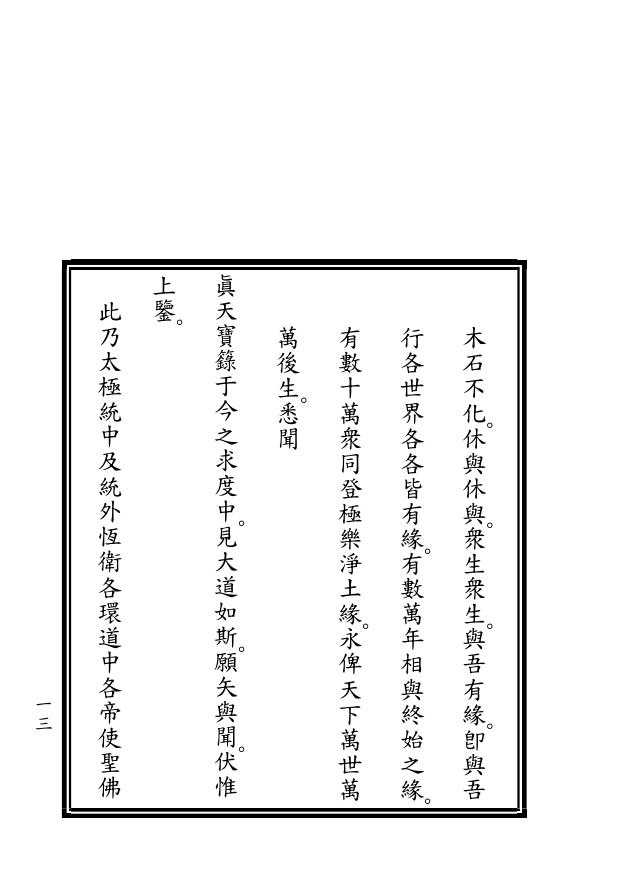 木石不化。休與休與。衆生衆生。與吾有緣。卽與吾
行各世界各各皆有緣。有數萬年相與終始之緣。
有數十萬衆同登極樂淨土緣。永俾天下萬世萬
萬後生。悉聞
眞天寶籙于今之求度中。見大道如斯。願矢與聞。伏惟
上鑒。
此乃太極統中及統外恆衛各環道中各帝使聖佛
一三